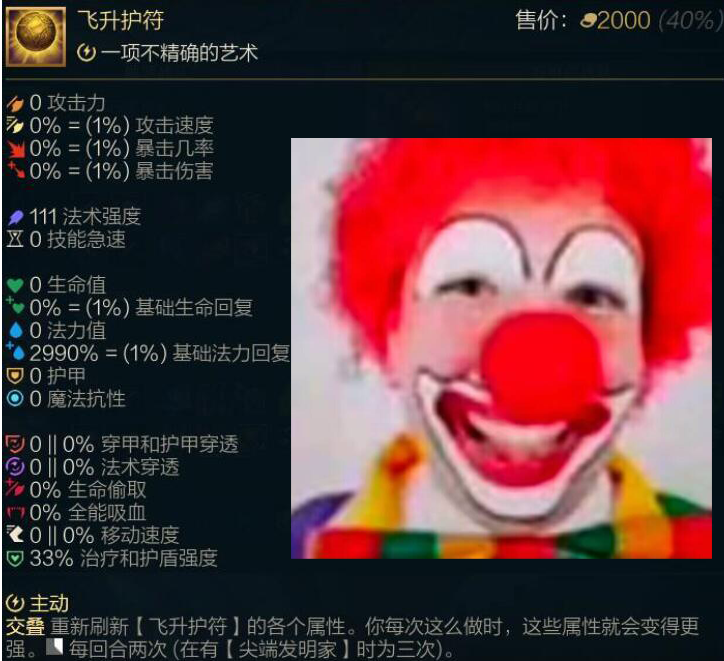 飞升护符
售价：2000 (40%)
一项不精确的艺术
0 攻击力
0% = (1%) 攻击速度
0% = (1%) 暴击几率
0% = (1%) 暴击伤害
111 法术强度
0 技能急速
0 生命值
0% = (1%) 基础生命回复
0 法力值
2990% = (1%) 基础法力回复
0 护甲
0 魔法抗性
0 || 0% 穿甲和护甲穿透
0 || 0% 法术穿透
0% 生命偷取
0% 全能吸血
0 || 0% 移动速度
33% 治疗和护盾强度
主动
交叠 重新刷新【飞升护符】的各个属性。你每次这么做时，这些属性就会变得更
强。 每回合两次 (在有【尖端发明家】时为三次)。